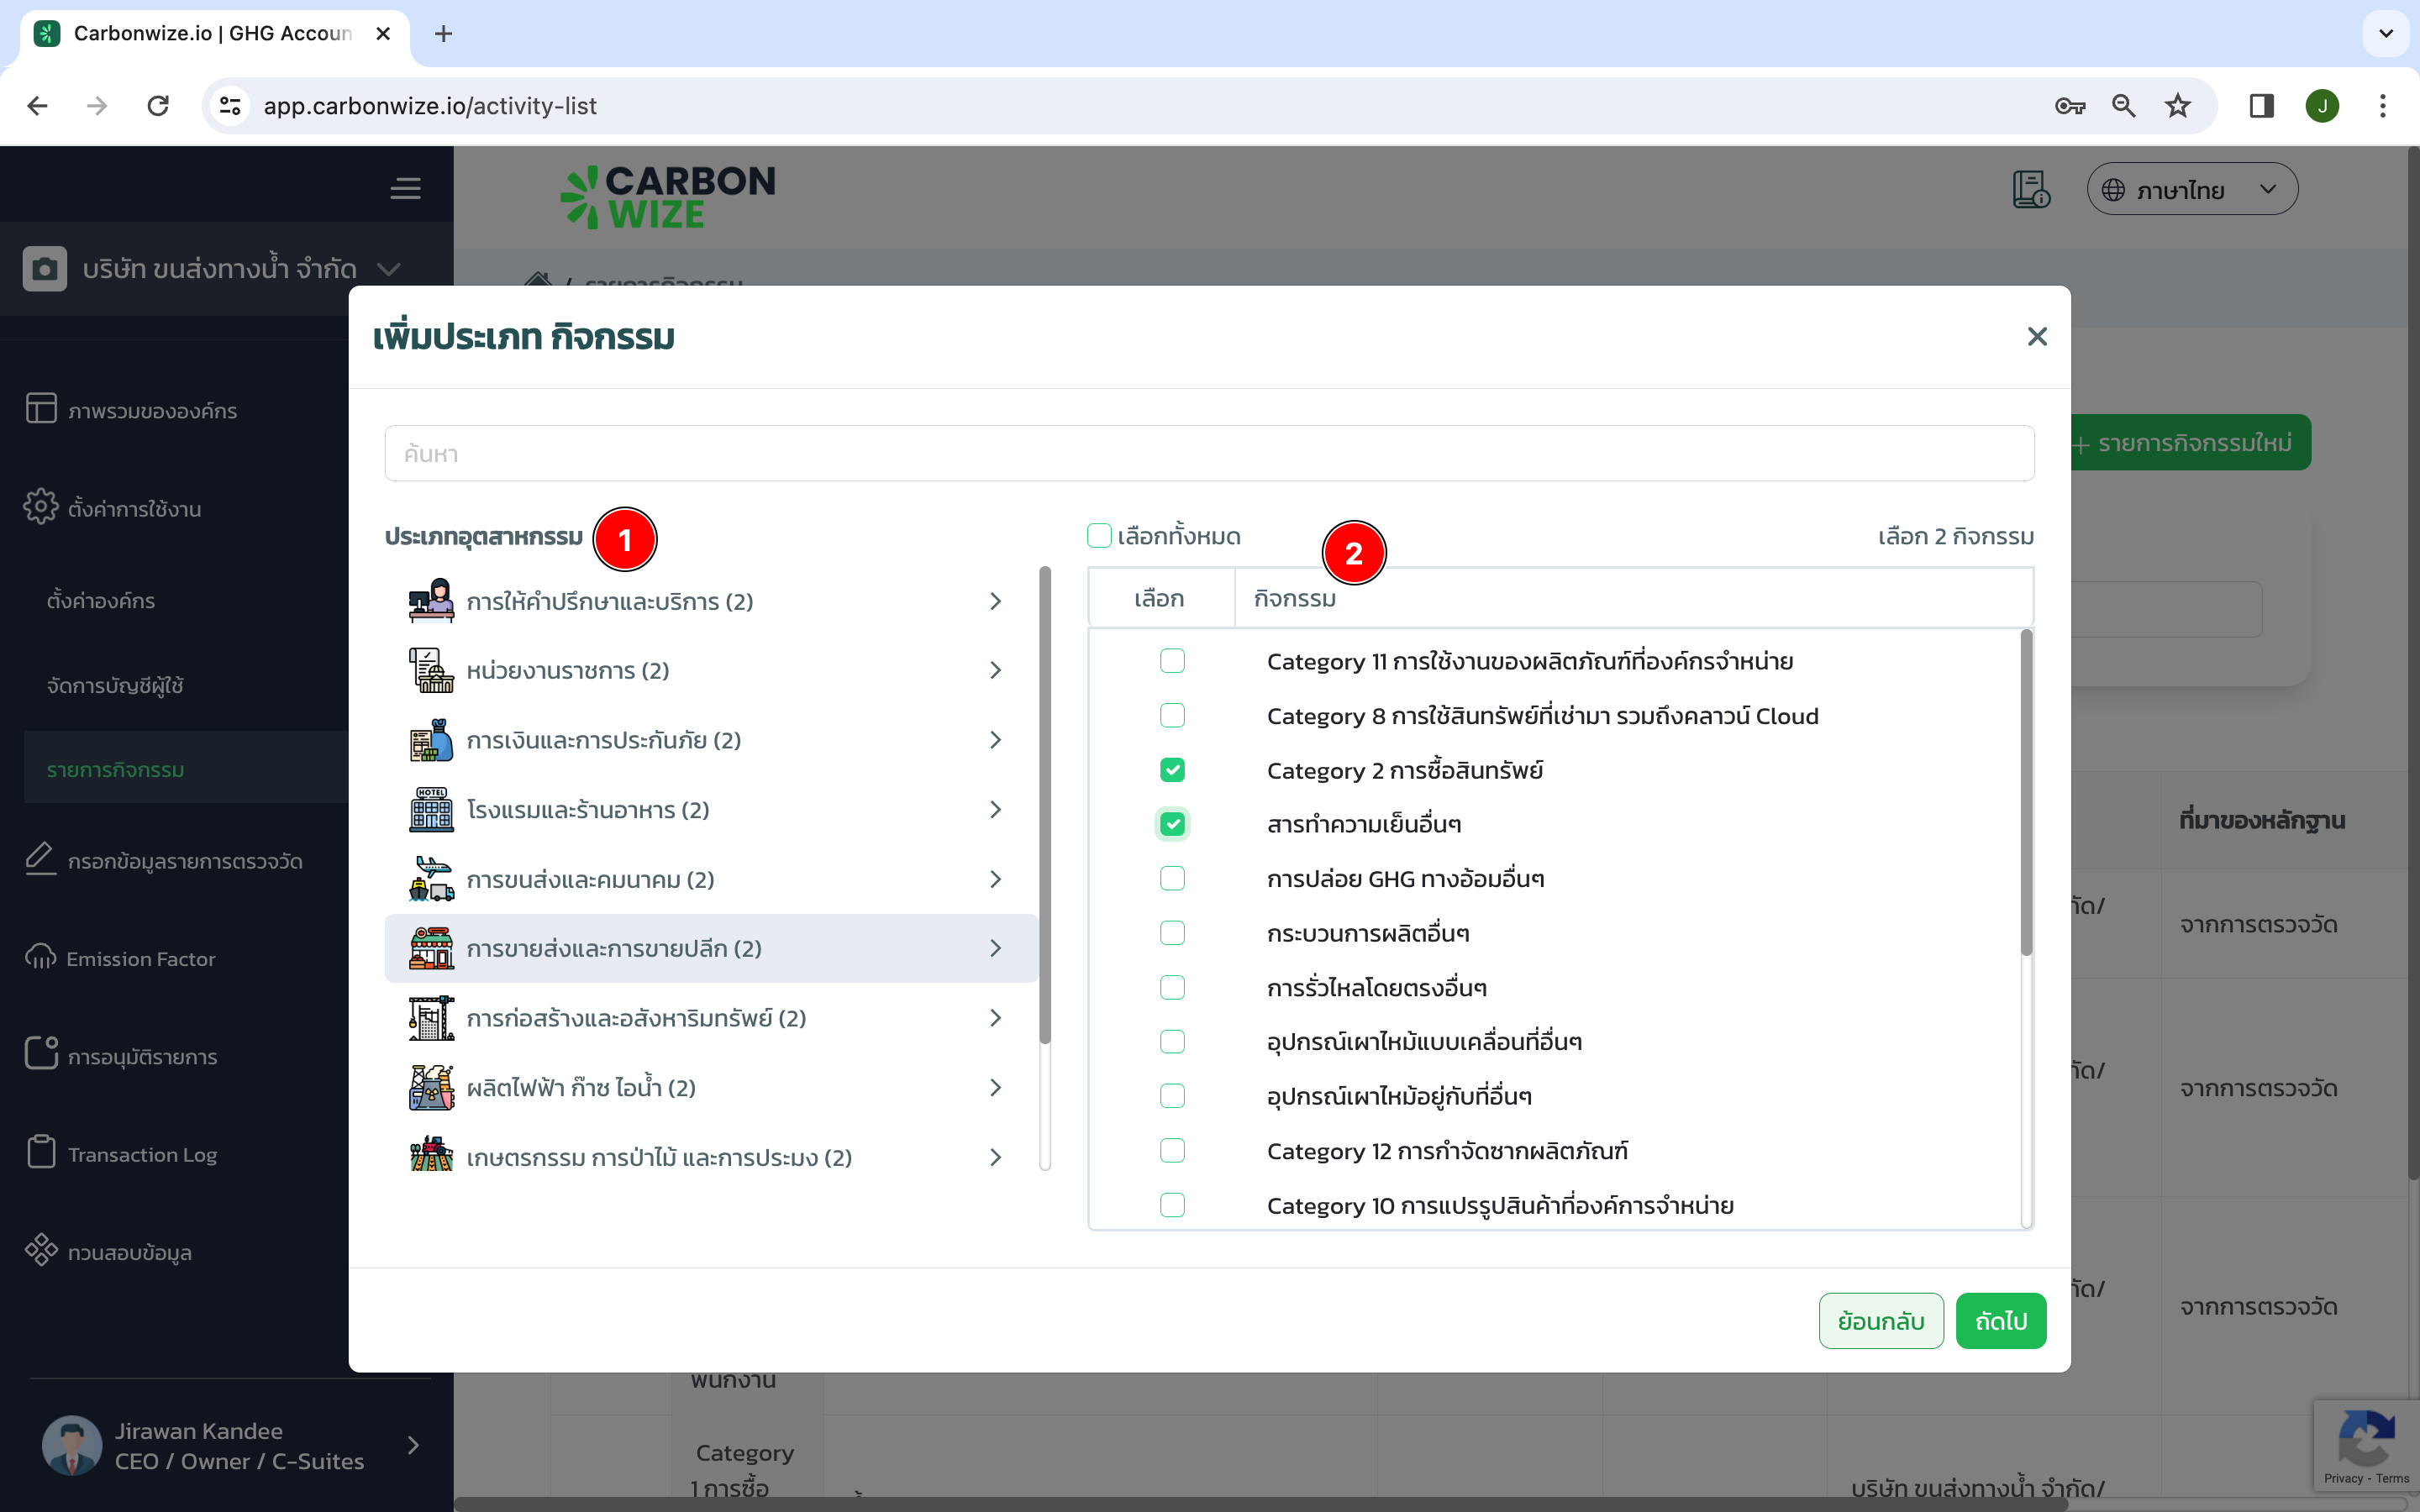 Carbonwize.io | GHG Accoun
app.carbonwize.io/activity-list
J
CARBON
WIZE
ภาษาไทย
บริษัท ขนส่งทางน้ำ จำกัด
/ รายการกิจกรรม
เพิ่มประเภท กิจกรรม
ภาพรวมขององค์กร
ตั้งค่าการใช้งาน
ตั้งค่าองค์กร
จัดการบัญชีผู้ใช้
รายการกิจกรรม
กรอกข้อมูลรายการตรวจวัด
Emission Factor
การอนุมัติรายการ
Transaction Log
ทวนสอบข้อมูล
Jirawan Kandee
CEO / Owner / C-Suites
ค้นหา
+ รายการกิจกรรมใหม่
ประเภทอุตสาหกรรม
1
การให้คำปรึกษาและบริการ (2)
หน่วยงานราชการ (2)
การเงินและการประกันภัย (2)
HOTEL
โรงแรมและร้านอาหาร (2)
การขนส่งและคมนาคม (2)
การขายส่งและการขายปลีก (2)
การก่อสร้างและอสังหาริมทรัพย์ (2)
ผลิตไฟฟ้า ก๊าซ ไอน้ำ (2)
เกษตรกรรม การป่าไม้ และการประมง (2)
เลือกทั้งหมด
2
เลือก 2 กิจกรรม
เลือก กิจกรรม
Category 11 การใช้งานของผลิตภัณฑ์ที่องค์กรจำหน่าย
Category 8 การใช้สินทรัพย์ที่เช่ามา รวมถึงคลาวน์ Cloud
Category 2 การซื้อสินทรัพย์
สารทำความเย็นอื่นๆ
การปล่อย GHG ทางอ้อมอื่นๆ
กระบวนการผลิตอื่นๆ
การรั่วไหลโดยตรงอื่นๆ
อุปกรณ์เผาไหม้แบบเคลื่อนที่อื่นๆ
อุปกรณ์เผาไหม้อยู่กับที่อื่นๆ
Category 12 การกำจัดซากผลิตภัณฑ์
Category 10 การแปรรูปสินค้าที่องค์การจำหน่าย
ย้อนกลับ
ถัดไป
ที่มาของหลักฐาน
กัด/
จากการตรวจวัด
กัด/
จากการตรวจวัด
กัด/
จากการตรวจวัด
พนักงาน
Category
1 การซื้อ
บริษัท ขนส่งทางน้ำ จำกัด/
Privacy - Terms